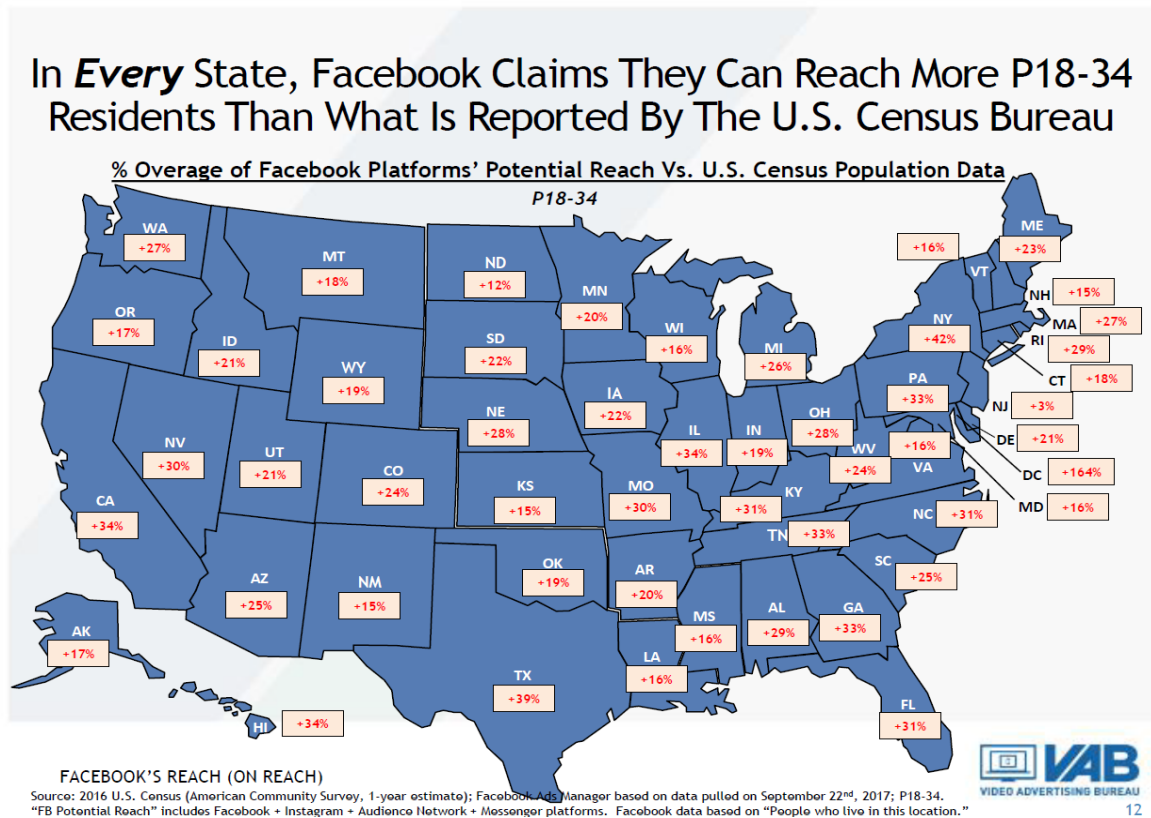 In Every State, Facebook Claims They Can Reach More P18-34
Residents Than What Is Reported By The U.S. Census Bureau
% Overage of Facebook Platforms’ Potential Reach Vs. U.S. Census Population Data
P18-34
WA
+27%
MT
+18%
ND
+12%
MN
+20%
ME
+23%
+16%
VT
NH
+15%
MA
+27%
RI
+29%
CT
+18%
NJ
+3%
DE
+21%
DC
+164%
MD
+16%
OR
+17%
ID
+21%
WY
+19%
SD
+22%
WI
+16%
MI
+26%
NY
+42%
PA
+33%
NE
+28%
IA
+22%
IL
+34%
IN
+19%
OH
+28%
WV
+24%
+16%
VA
NV
+30%
UT
+21%
CO
+24%
KS
+15%
MO
+30%
KY
+31%
CA
+34%
NC
+31%
TN
+33%
SC
+25%
AZ
+25%
NM
+15%
OK
+19%
AR
+20%
MS
+16%
AL
+29%
GA
+33%
AK
+17%
TX
+39%
LA
+16%
FL
+31%
HI
+34%
FACEBOOK’S REACH (ON REACH)
VAB
VIDEO ADVERTISING BUREAU
Source: 2016 U.S. Census (American Community Survey, 1-year estimate); Facebook Ads Manager based on data pulled on September 22nd, 2017; P18-34.
“FB Potential Reach” includes Facebook + Instagram + Audience Network + Messenger platforms. Facebook data based on “People who live in this location.”
12